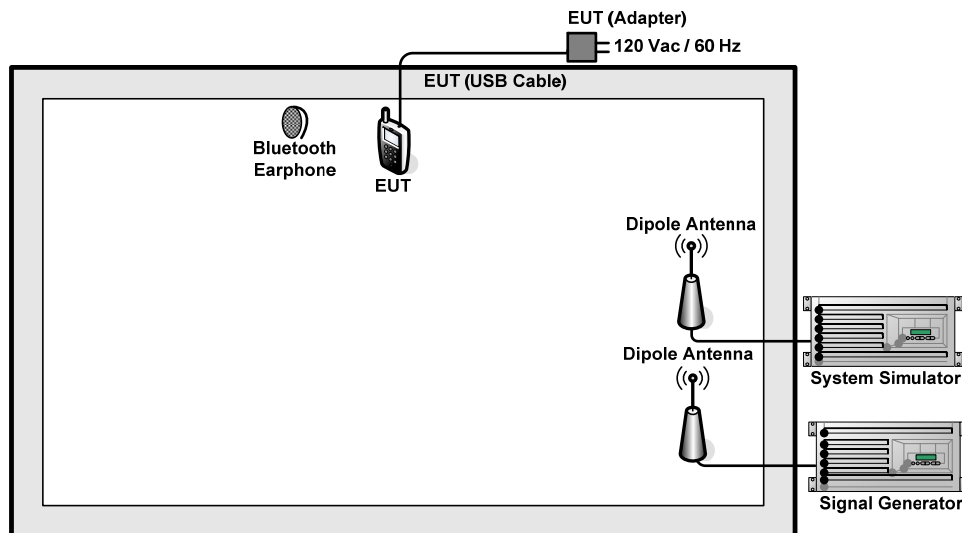 EUT (Adapter)
120 Vac / 60 Hz
EUT (USB Cable)
Bluetooth
Earphone
EUT
Dipole Antenna
System Simulator
Dipole Antenna
Signal Generator